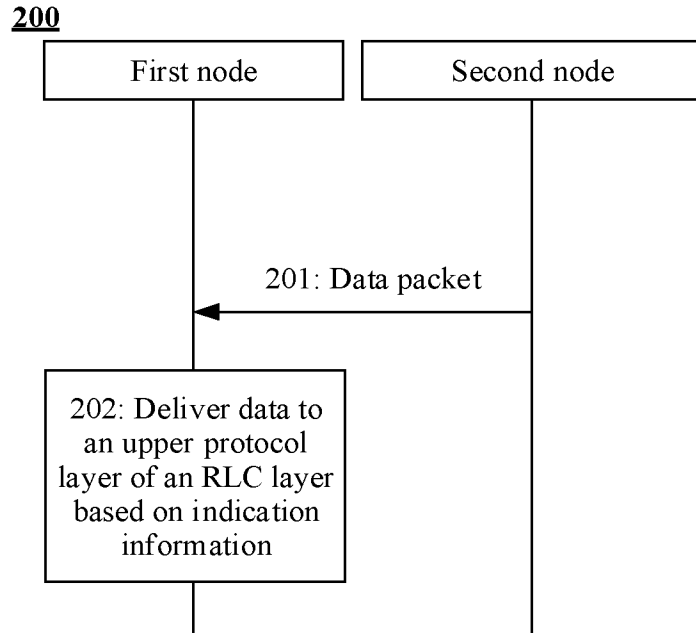 200
First node
Second node
201: Data packet
202: Deliver data to
an upper protocol
layer of an RLC layer
based on indication
information